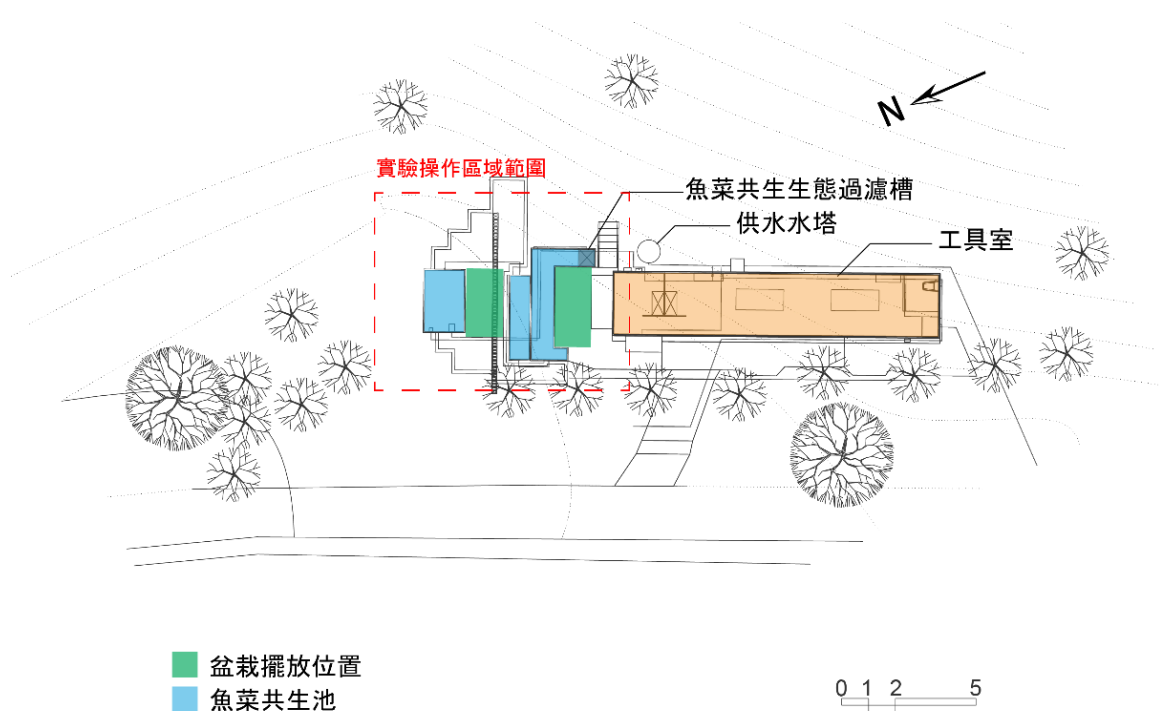 N
實驗操作區域範圍
魚菜共生生態過濾槽
供水水塔
工具室
盆栽擺放位置
魚菜共生池
0 1 2 5